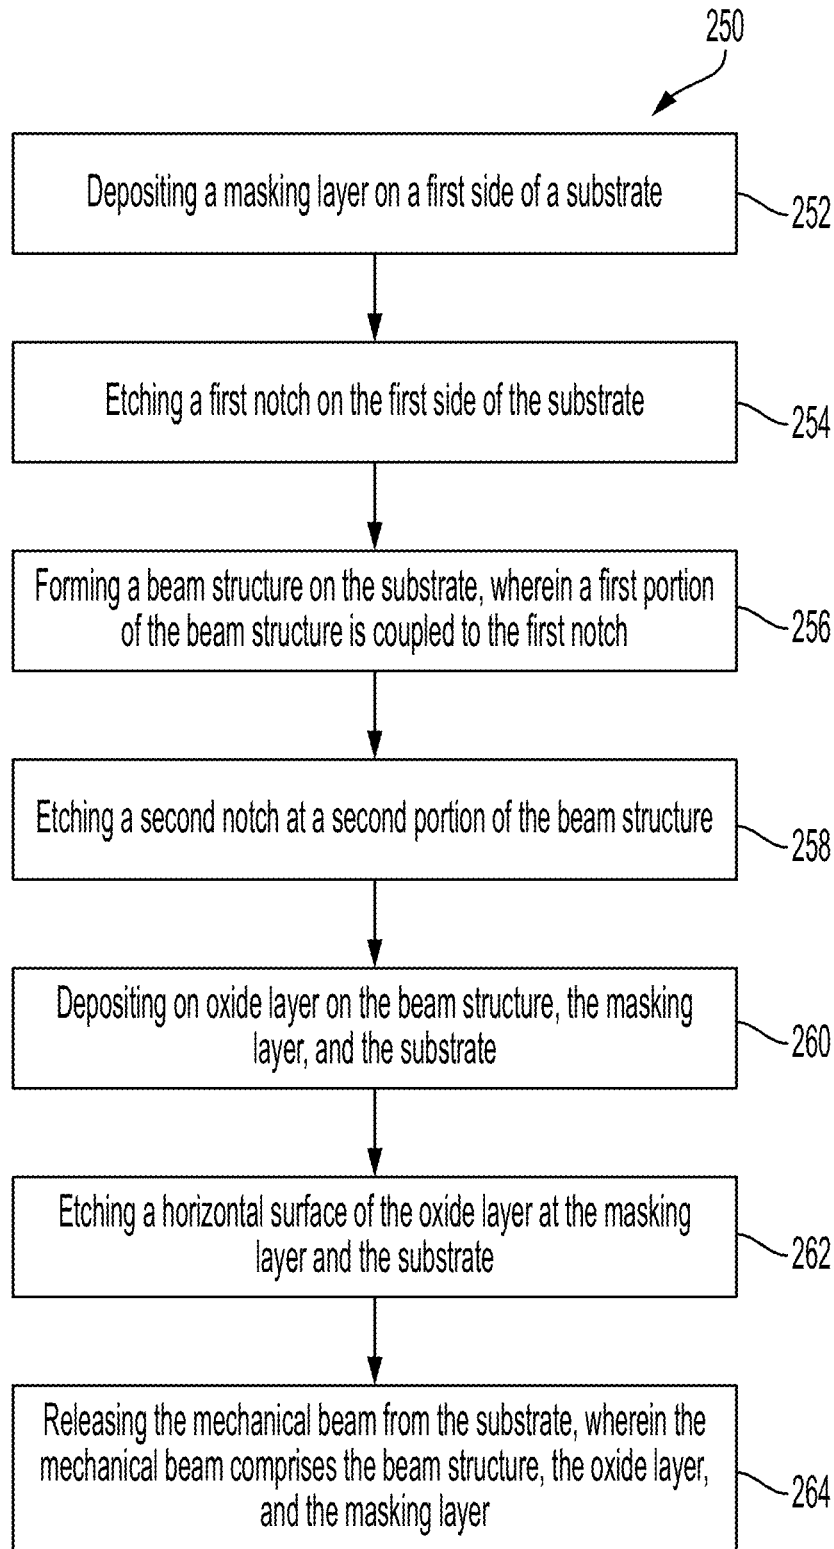 250
Depositing a masking layer on a first side of a substrate
252
Etching a first notch on the first side of the substrate
254
Forming a beam structure on the substrate, wherein a first portion
of the beam structure is coupled to the first notch
256
Etching a second notch at a second portion of the beam structure
258
Depositing on oxide layer on the beam structure, the masking
layer, and the substrate
260
Etching a horizontal surface of the oxide layer at the masking
layer and the substrate
262
Releasing the mechanical beam from the substrate, wherein the
mechanical beam comprises the beam structure, the oxide layer,
and the masking layer
264